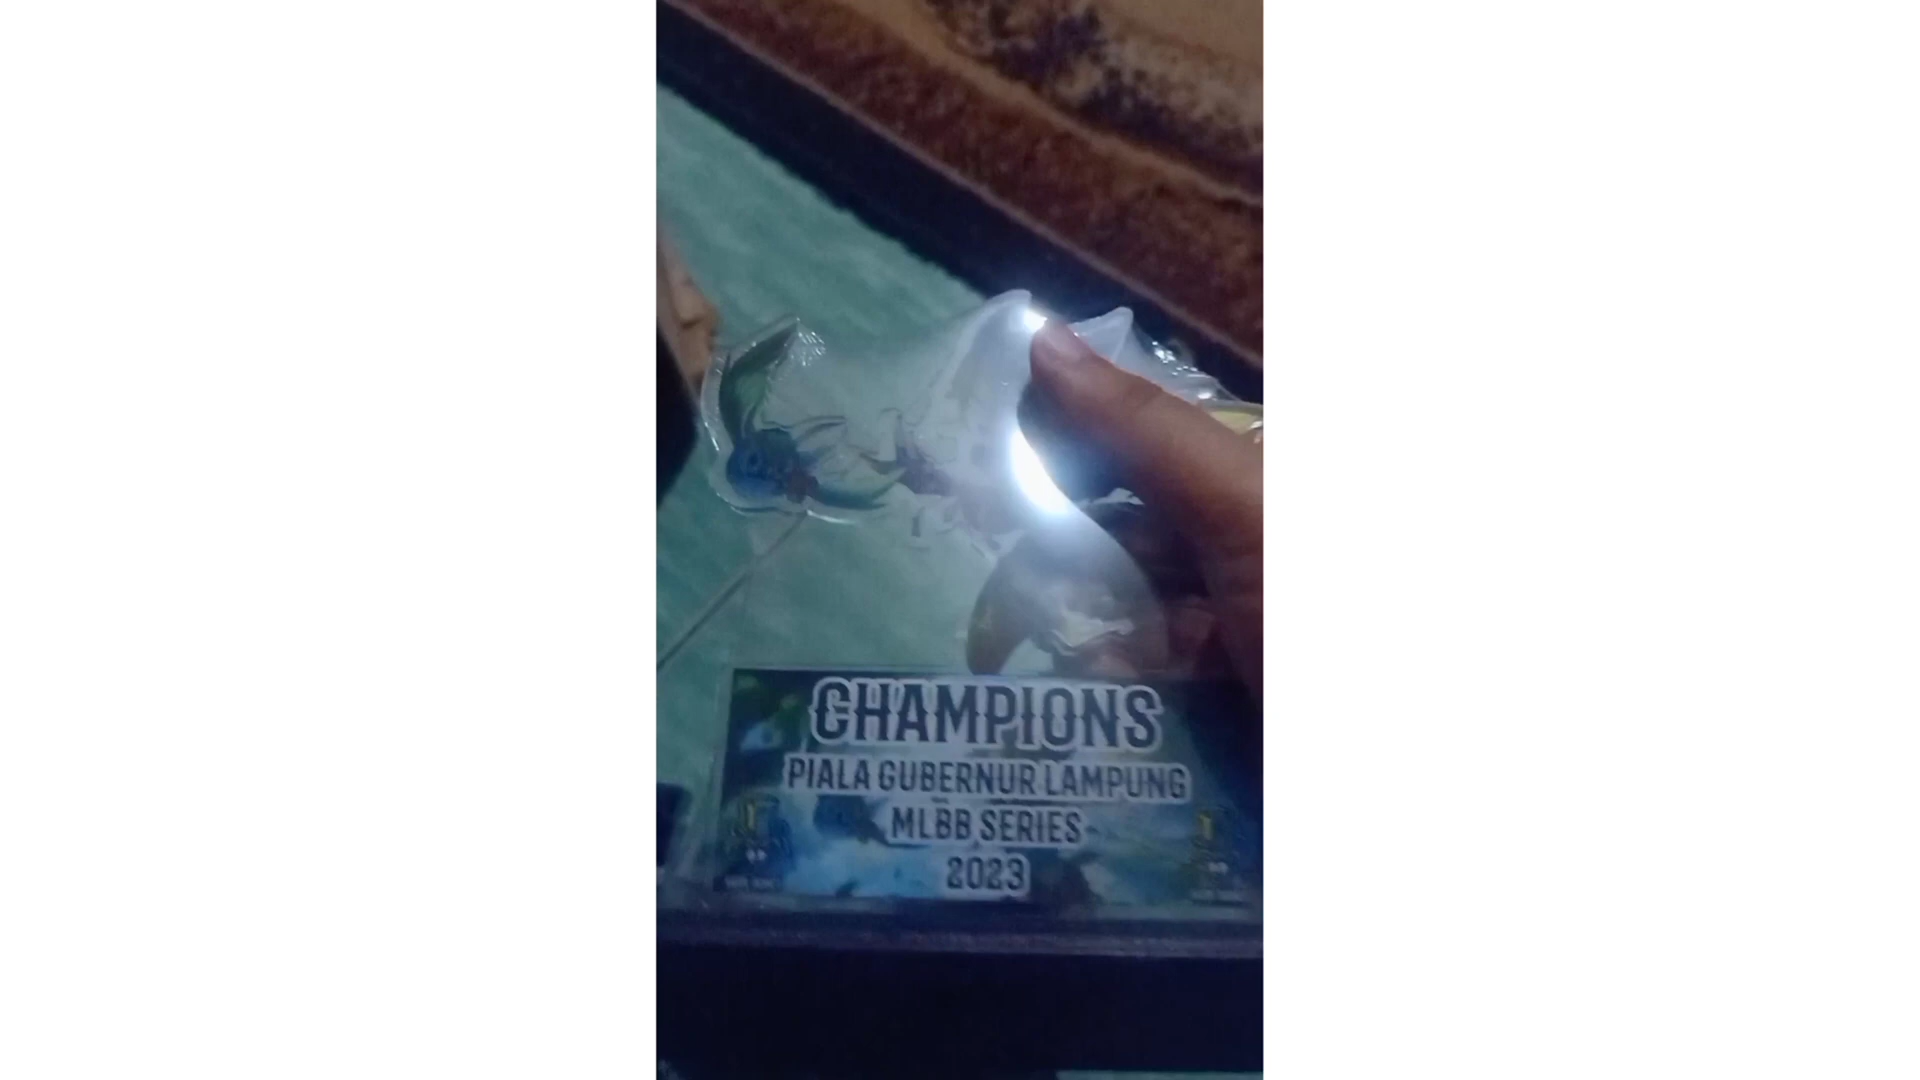 CHAMPIONS
PIALA GUBERNUR LAMPUNG
MLBB SERIES
2023